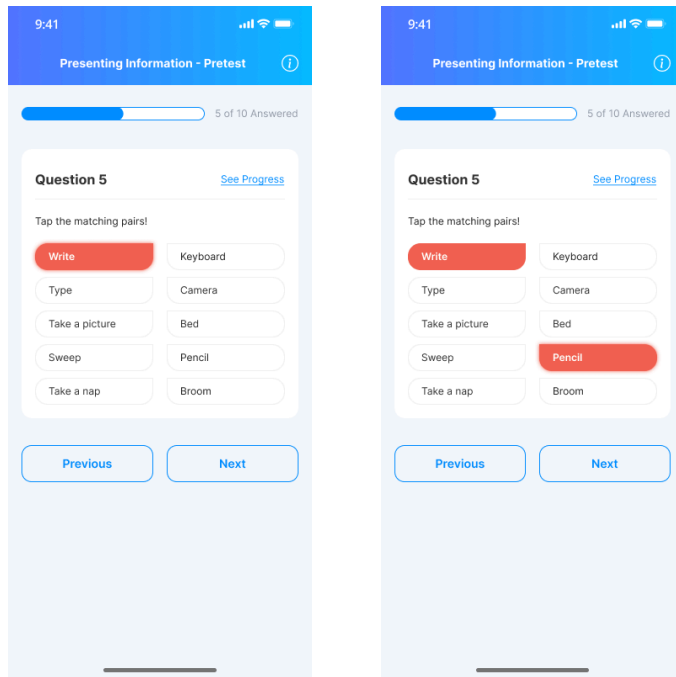 9:41
Presenting Information - Pretest
5 of 10 Answered
Question 5
See Progress
Tap the matching pairs!
Write
Keyboard
Type
Camera
Take a picture
Bed
Sweep
Pencil
Take a nap
Broom
Previous
Next
9:41
Presenting Information - Pretest
5 of 10 Answered
Question 5
See Progress
Tap the matching pairs!
Write
Keyboard
Type
Camera
Take a picture
Bed
Sweep
Pencil
Take a nap
Broom
Previous
Next